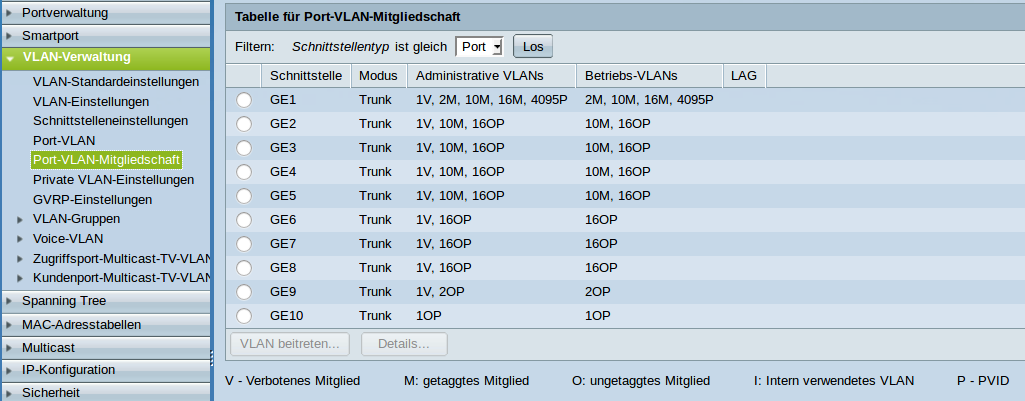 Portverwaltung
Smartport
VLAN-Verwaltung
VLAN-Standardeinstellungen
VLAN-Einstellungen
Schnittstelleneinstellungen
Port-VLAN
Port-VLAN-Mitgliedschaft
Private VLAN-Einstellungen
GVRP-Einstellungen
VLAN-Gruppen
Voice-VLAN
Zugriffsport-Multicast-TV-VLAN
Kundenport-Multicast-TV-VLAN
Spanning Tree
MAC-Adresstabellen
Multicast
IP-Konfiguration
Sicherheit
Tabelle für Port-VLAN-Mitgliedschaft
Filtern: Schnittstellentyp ist gleich Port Los
Schnittstelle Modus Administrative VLANs Betriebs-VLANs LAG
GE1 Trunk 1V, 2M, 10M, 16M, 4095P 2M, 10M, 16M, 4095P
GE2 Trunk 1V, 10M, 16OP 10M, 16OP
GE3 Trunk 1V, 10M, 16OP 10M, 16OP
GE4 Trunk 1V, 10M, 16OP 10M, 16OP
GE5 Trunk 1V, 10M, 16OP 10M, 16OP
GE6 Trunk 1V, 16OP 16OP
GE7 Trunk 1V, 16OP 16OP
GE8 Trunk 1V, 16OP 16OP
GE9 Trunk 1V, 2OP 2OP
GE10 Trunk 1OP 1OP
VLAN beitreten... Details...
V - Verbotenes Mitglied M: getaggtes Mitglied O: ungetaggtes Mitglied I: Intern verwendetes VLAN P - PVID